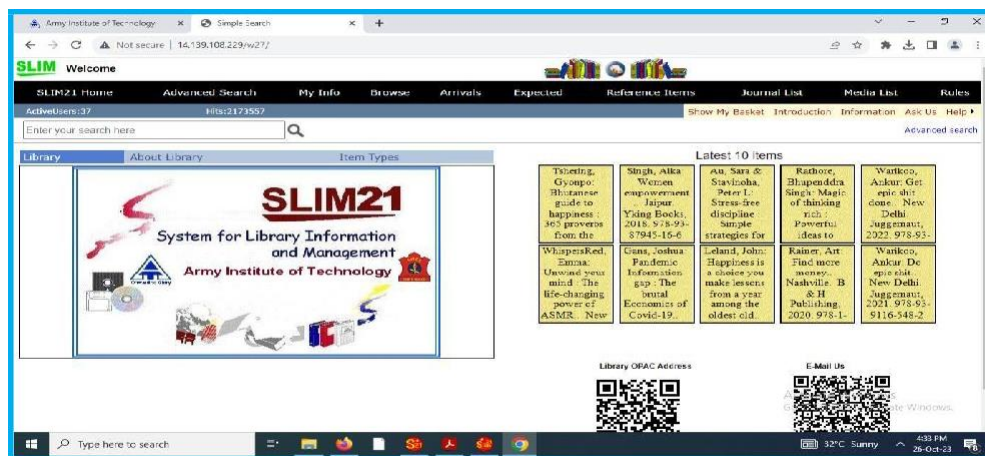 Army Institute of Technology
Simple Search
Not secure | 14.139.108.229/w27/
SLIM Welcome
SLIM21 Home Advanced Search My Info Browse Arrivals Expected Reference Items Journal List Media List Rules
ActiveUsers:37 Hits:2173557 Show My Basket Introduction Information Ask Us Help
Enter your search here Advanced search
Library About Library Item Types
SLIM21
System for Library Information
and Management
Army Institute of Technology
Latest 10 Items
Tshering,
Gyonpo:
Bhutanese
guide to
happiness :
365 proverbs
from the
Singh, Alka
Women
empowerment
.. Jaipur.
Yking Books,
2018. 978-93-
87945-16-6
Au, Sara &
Stavinoha,
Peter L:
Stress-free
discipline
Simple
strategies for
Rathore,
Bhupenddra
Singh: Magic
of thinking
rich :
Powerful
ideas to
Warikoo,
Ankur: Get
epic shit
done.. New
Delhi
Juggernaut,
2022. 978-93-
WhispersRed,
Emma:
Unwind your
mind : The
life-changing
power of
ASMR.. New
Gans, Joshua
Pandemic
Information
gap : The
brutal
Economics of
Covid-19..
Leland, John:
Happiness is
a choice you
make lessons
from a year
among the
oldest old..
Rainer, Art:
Find more
money..
Nashville. B
& H
Publishing,
2020. 978-1-
Warikoo,
Ankur. Do
epic shit..
New Delhi.
Juggernaut,
2021. 978-93-
9116-548-2
Library OPAC Address
E-Mail Us
Type here to search
32°C Sunny
4:33 PM
26-Oct-23